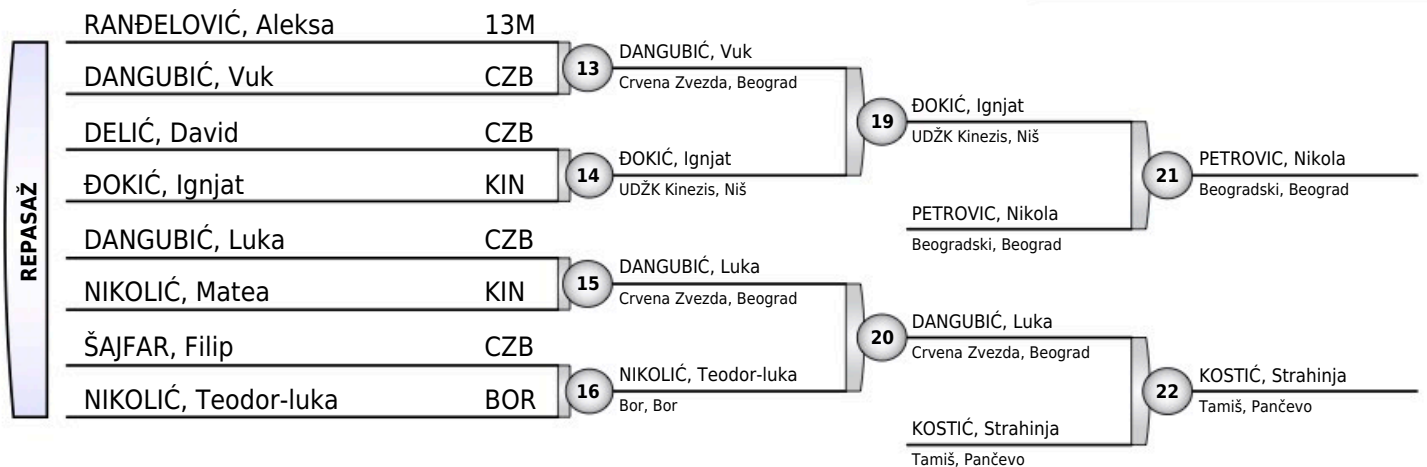 REPASAŽ
RANĐELOVIĆ, Aleksa 13M
DANGUBIĆ, Vuk CZB
DELIĆ, David CZB
ĐOKIĆ, Ignjat KIN
DANGUBIĆ, Luka CZB
NIKOLIĆ, Matea KIN
ŠAJFAR, Filip CZB
NIKOLIĆ, Teodor-luka BOR
13
DANGUBIĆ, Vuk
Crvena Zvezda, Beograd
14
ĐOKIĆ, Ignjat
UDŽK Kinezis, Niš
15
DANGUBIĆ, Luka
Crvena Zvezda, Beograd
16
NIKOLIĆ, Teodor-luka
Bor, Bor
19
ĐOKIĆ, Ignjat
UDŽK Kinezis, Niš
PETROVIC, Nikola
Beogradski, Beograd
20
DANGUBIĆ, Luka
Crvena Zvezda, Beograd
KOSTIĆ, Strahinja
Tamiš, Pančevo
21
PETROVIC, Nikola
Beogradski, Beograd
22
KOSTIĆ, Strahinja
Tamiš, Pančevo